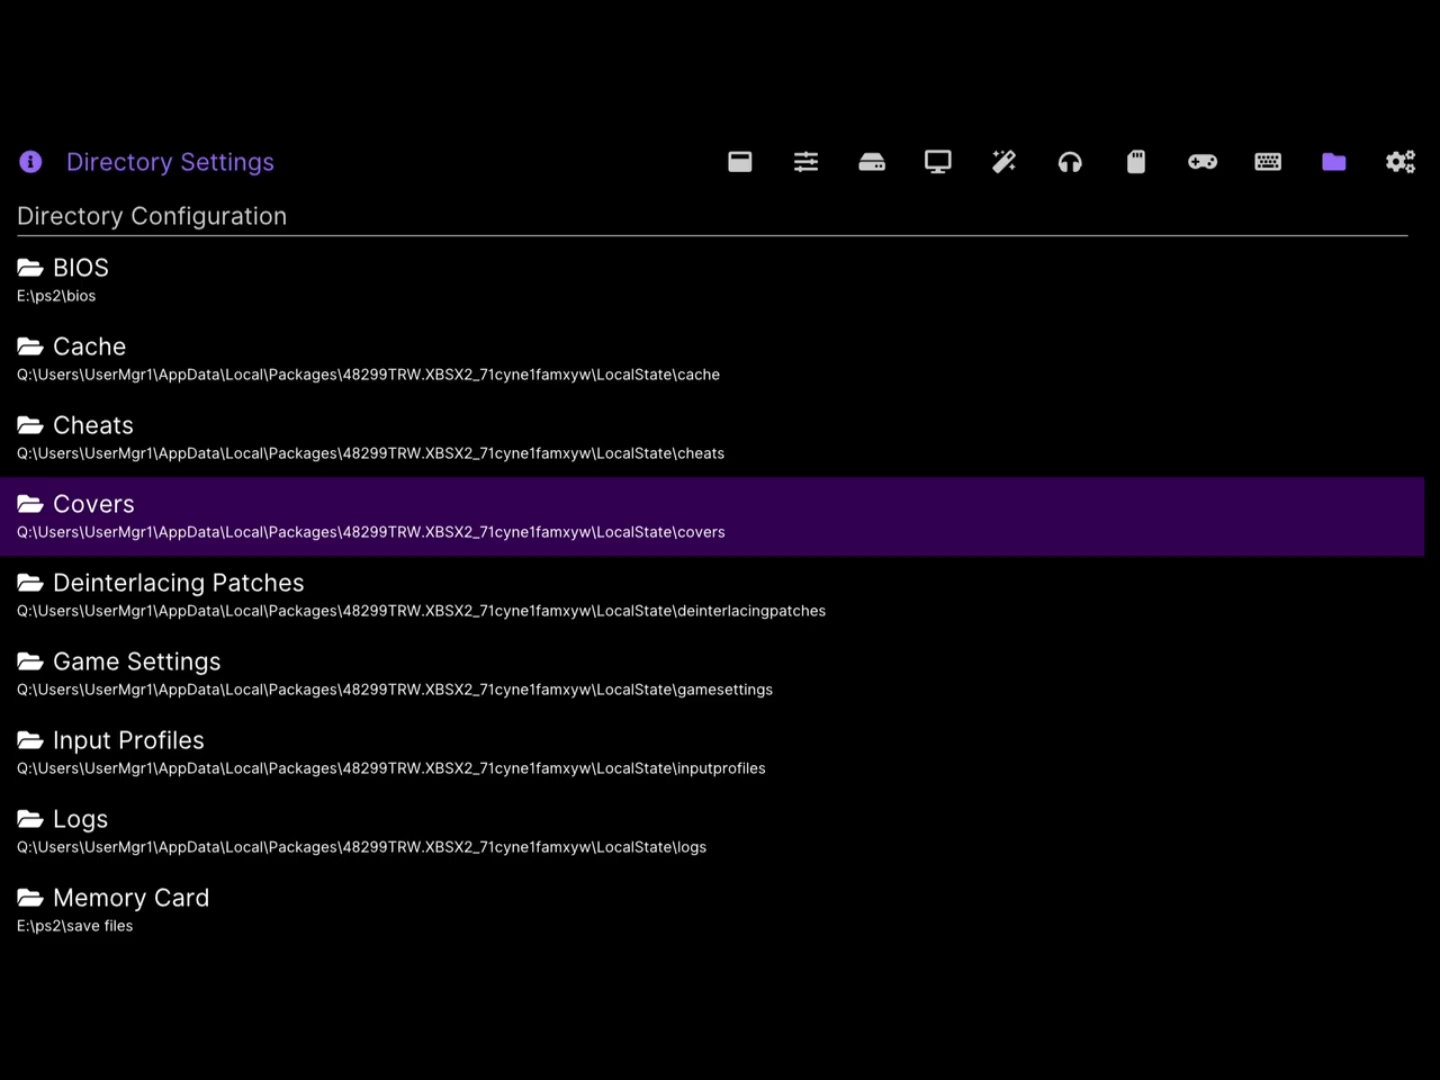 Directory Settings
Directory Configuration
BIOS
E:\ps2\bios
Cache
Q:\Users\UserMgr1\AppData\Local\Packages\48299TRW.XBSX2_71cyne1famxyw\LocalState\cache
Cheats
Q:\Users\UserMgr1\AppData\Local\Packages\48299TRW.XBSX2_71cyne1famxyw\LocalState\cheats
Covers
Q:\Users\UserMgr1\AppData\Local\Packages\48299TRW.XBSX2_71cyne1famxyw\LocalState\covers
Deinterlacing Patches
Q:\Users\UserMgr1\AppData\Local\Packages\48299TRW.XBSX2_71cyne1famxyw\LocalState\deinterlacingpatches
Game Settings
Q:\Users\UserMgr1\AppData\Local\Packages\48299TRW.XBSX2_71cyne1famxyw\LocalState\gamesettings
Input Profiles
Q:\Users\UserMgr1\AppData\Local\Packages\48299TRW.XBSX2_71cyne1famxyw\LocalState\inputprofiles
Logs
Q:\Users\UserMgr1\AppData\Local\Packages\48299TRW.XBSX2_71cyne1famxyw\LocalState\logs
Memory Card
E:\ps2\save files